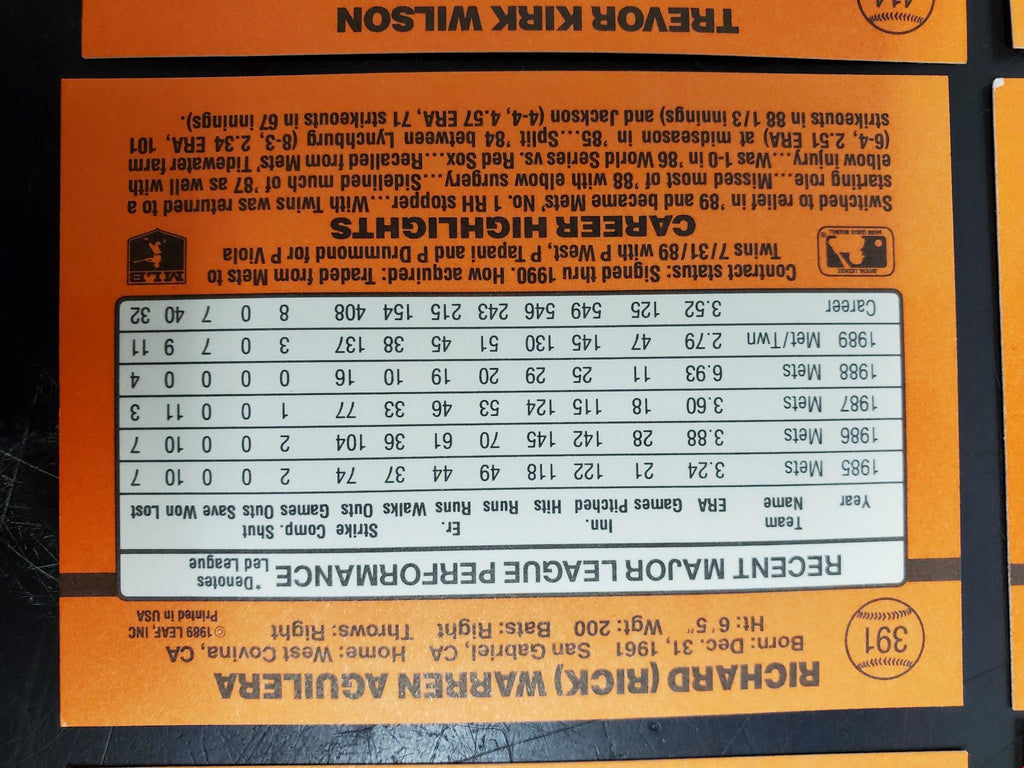 RICHARD (RICK) WARREN AGUILERA
391
Born: Dec. 31, 1961 San Gabriel, CA Home: West Covina, CA
Ht: 6'5" Wgt: 200 Bats: Right Throws: Right
©1989 LEAF, INC
Printed in USA
RECENT MAJOR LEAGUE PERFORMANCE
*Denotes
Led League
Year Team Name ERA Games Inn. Pitched Hits Runs Er. Runs Walks Strike Outs Comp. Games Shut Outs Save Won Lost
1985 Mets 3.24 21 122 118 49 44 37 74 2 0 0 10 7
1986 Mets 3.88 28 142 145 70 61 36 104 2 0 0 10 7
1987 Mets 3.60 18 115 124 53 46 33 77 1 0 0 11 3
1988 Mets 6.93 11 25 29 20 19 10 16 0 0 0 0 4
1989 Met/Twn 2.79 47 145 130 51 45 38 137 3 0 7 9 11
Career 3.52 125 549 546 243 215 154 408 8 0 7 40 32
OFFICIAL LICENSEE
MAJOR LEAGUE BASEBALL
Contract status: Signed thru 1990. How acquired: Traded from Mets to
Twins 7/31/89 with P West, P Tapani and P Drummond for P Viola
MLB
CAREER HIGHLIGHTS
Switched to relief in '89 and became Mets' No. 1 RH stopper...With Twins was returned to a
starting role...Missed most of '88 with elbow surgery...Sidelined much of '87 as well with
elbow injury...Was 1-0 in '86 World Series vs. Red Sox...Recalled from Mets' Tidewater farm
(6-4, 2.51 ERA) at midseason in '85...Split '84 between Lynchburg (8-3, 2.34 ERA, 101
strikeouts in 88 1/3 innings) and Jackson (4-4, 4.57 ERA, 71 strikeouts in 67 innings).
TREVOR KIRK WILSON
414